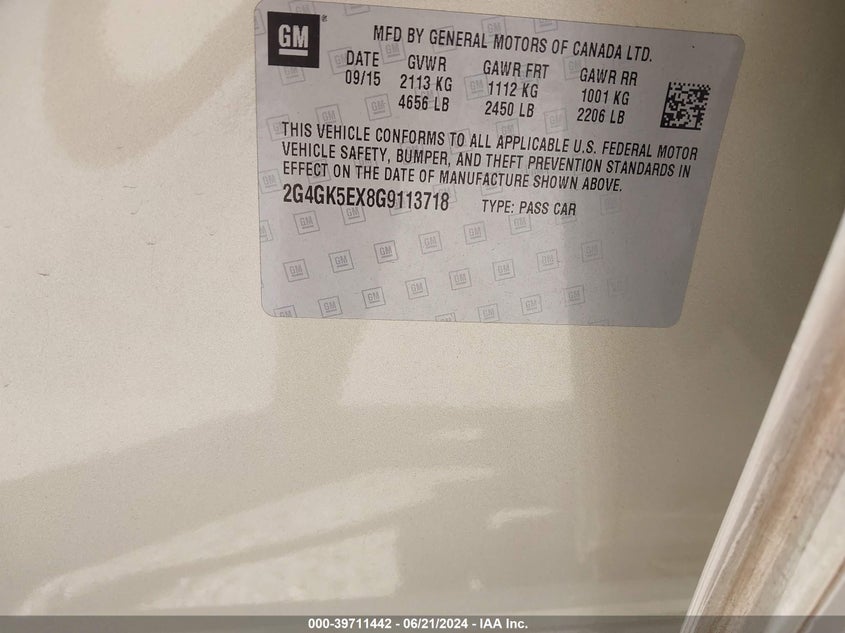 GM
MFD BY GENERAL MOTORS OF CANADA LTD.
DATE GVWR GAWR FRT GAWR RR
09/15 2113 KG 1112 KG 1001 KG
4656 LB 2450 LB 2206 LB
THIS VEHICLE CONFORMS TO ALL APPLICABLE U.S. FEDERAL MOTOR
VEHICLE SAFETY, BUMPER, AND THEFT PREVENTION STANDARDS IN
EFFECT ON THE DATE OF MANUFACTURE SHOWN ABOVE.
2G4GK5EX8G9113718 TYPE: PASS CAR
000-39711442 - 06/21/2024 - IAA Inc.